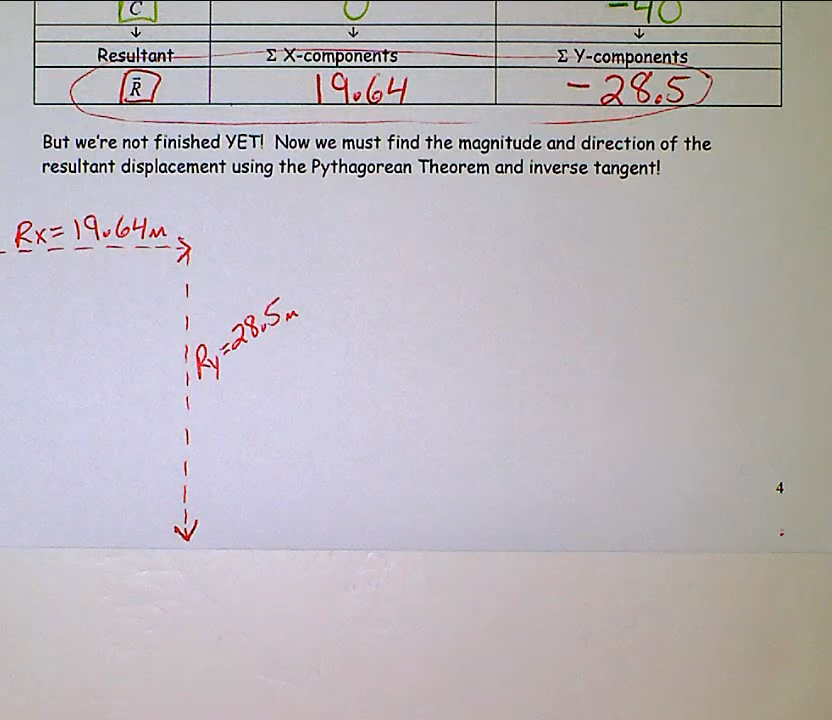 C 0 -40
↓ ↓ ↓
Resultant Σ X-components Σ Y-components
R⃗ 19.64 -28.5
But we're not finished YET! Now we must find the magnitude and direction of the
resultant displacement using the Pythagorean Theorem and inverse tangent!
Rx = 19.64m
Ry = 28.5m
4